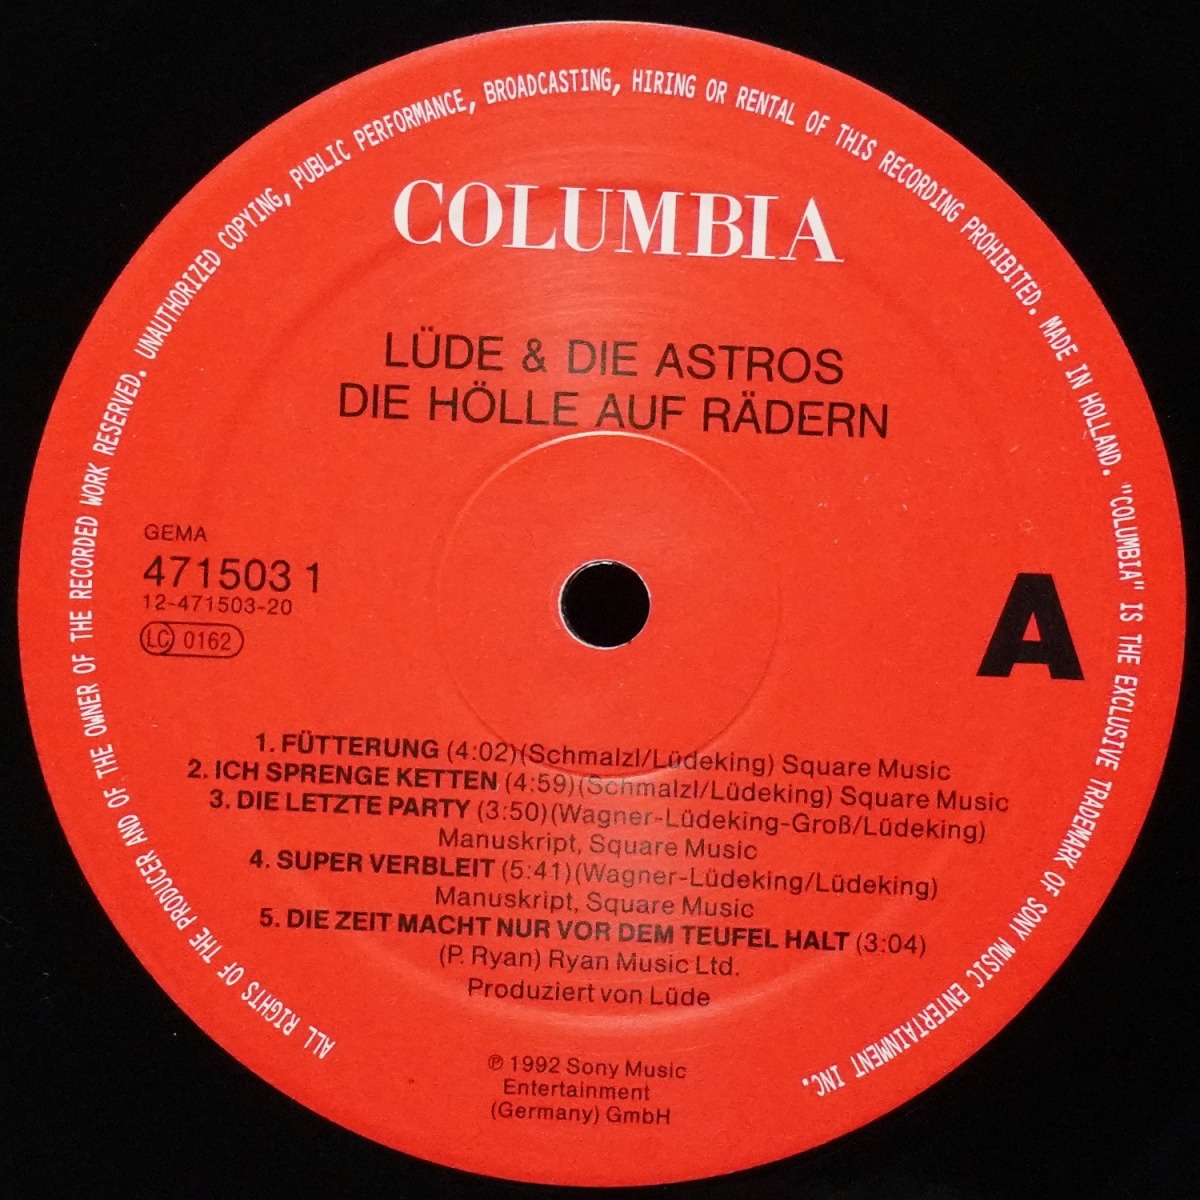 ALL RIGHTS OF THE PRODUCER AND OF THE OWNER OF THE RECORDED WORK RESERVED. UNAUTHORIZED COPYING, PUBLIC PERFORMANCE, BROADCASTING, HIRING OR RENTAL OF THIS RECORDING PROHIBITED. MADE IN HOLLAND. "COLUMBIA" IS THE EXCLUSIVE TRADEMARK OF SONY MUSIC ENTERTAINMENT INC.
COLUMBIA
LÜDE & DIE ASTROS
DIE HÖLLE AUF RÄDERN
GEMA
471503 1
12-471503-20
LC 0162
A
1. FÜTTERUNG (4:02)(Schmalzl/Lüdeking) Square Music
2. ICH SPRENGE KETTEN (4:59)(Schmalzl/Lüdeking) Square Music
3. DIE LETZTE PARTY (3:50)(Wagner-Lüdeking-Groß/Lüdeking)
Manuskript, Square Music
4. SUPER VERBLEIT (5:41)(Wagner-Lüdeking/Lüdeking)
Manuskript, Square Music
5. DIE ZEIT MACHT NUR VOR DEM TEUFEL HALT (3:04)
(P. Ryan) Ryan Music Ltd.
Produziert von Lüde
℗ 1992 Sony Music
Entertainment
(Germany) GmbH